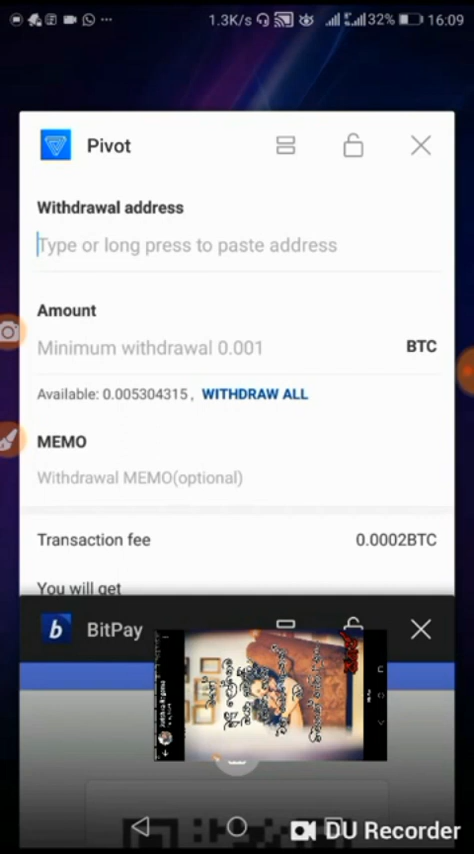 1.3K/s 32% 16:09
Pivot
Withdrawal address
Type or long press to paste address
Amount
Minimum withdrawal 0.001 BTC
Available: 0.005304315, WITHDRAW ALL
MEMO
Withdrawal MEMO(optional)
Transaction fee 0.0002BTC
You will get
b BitPay
DU Recorder